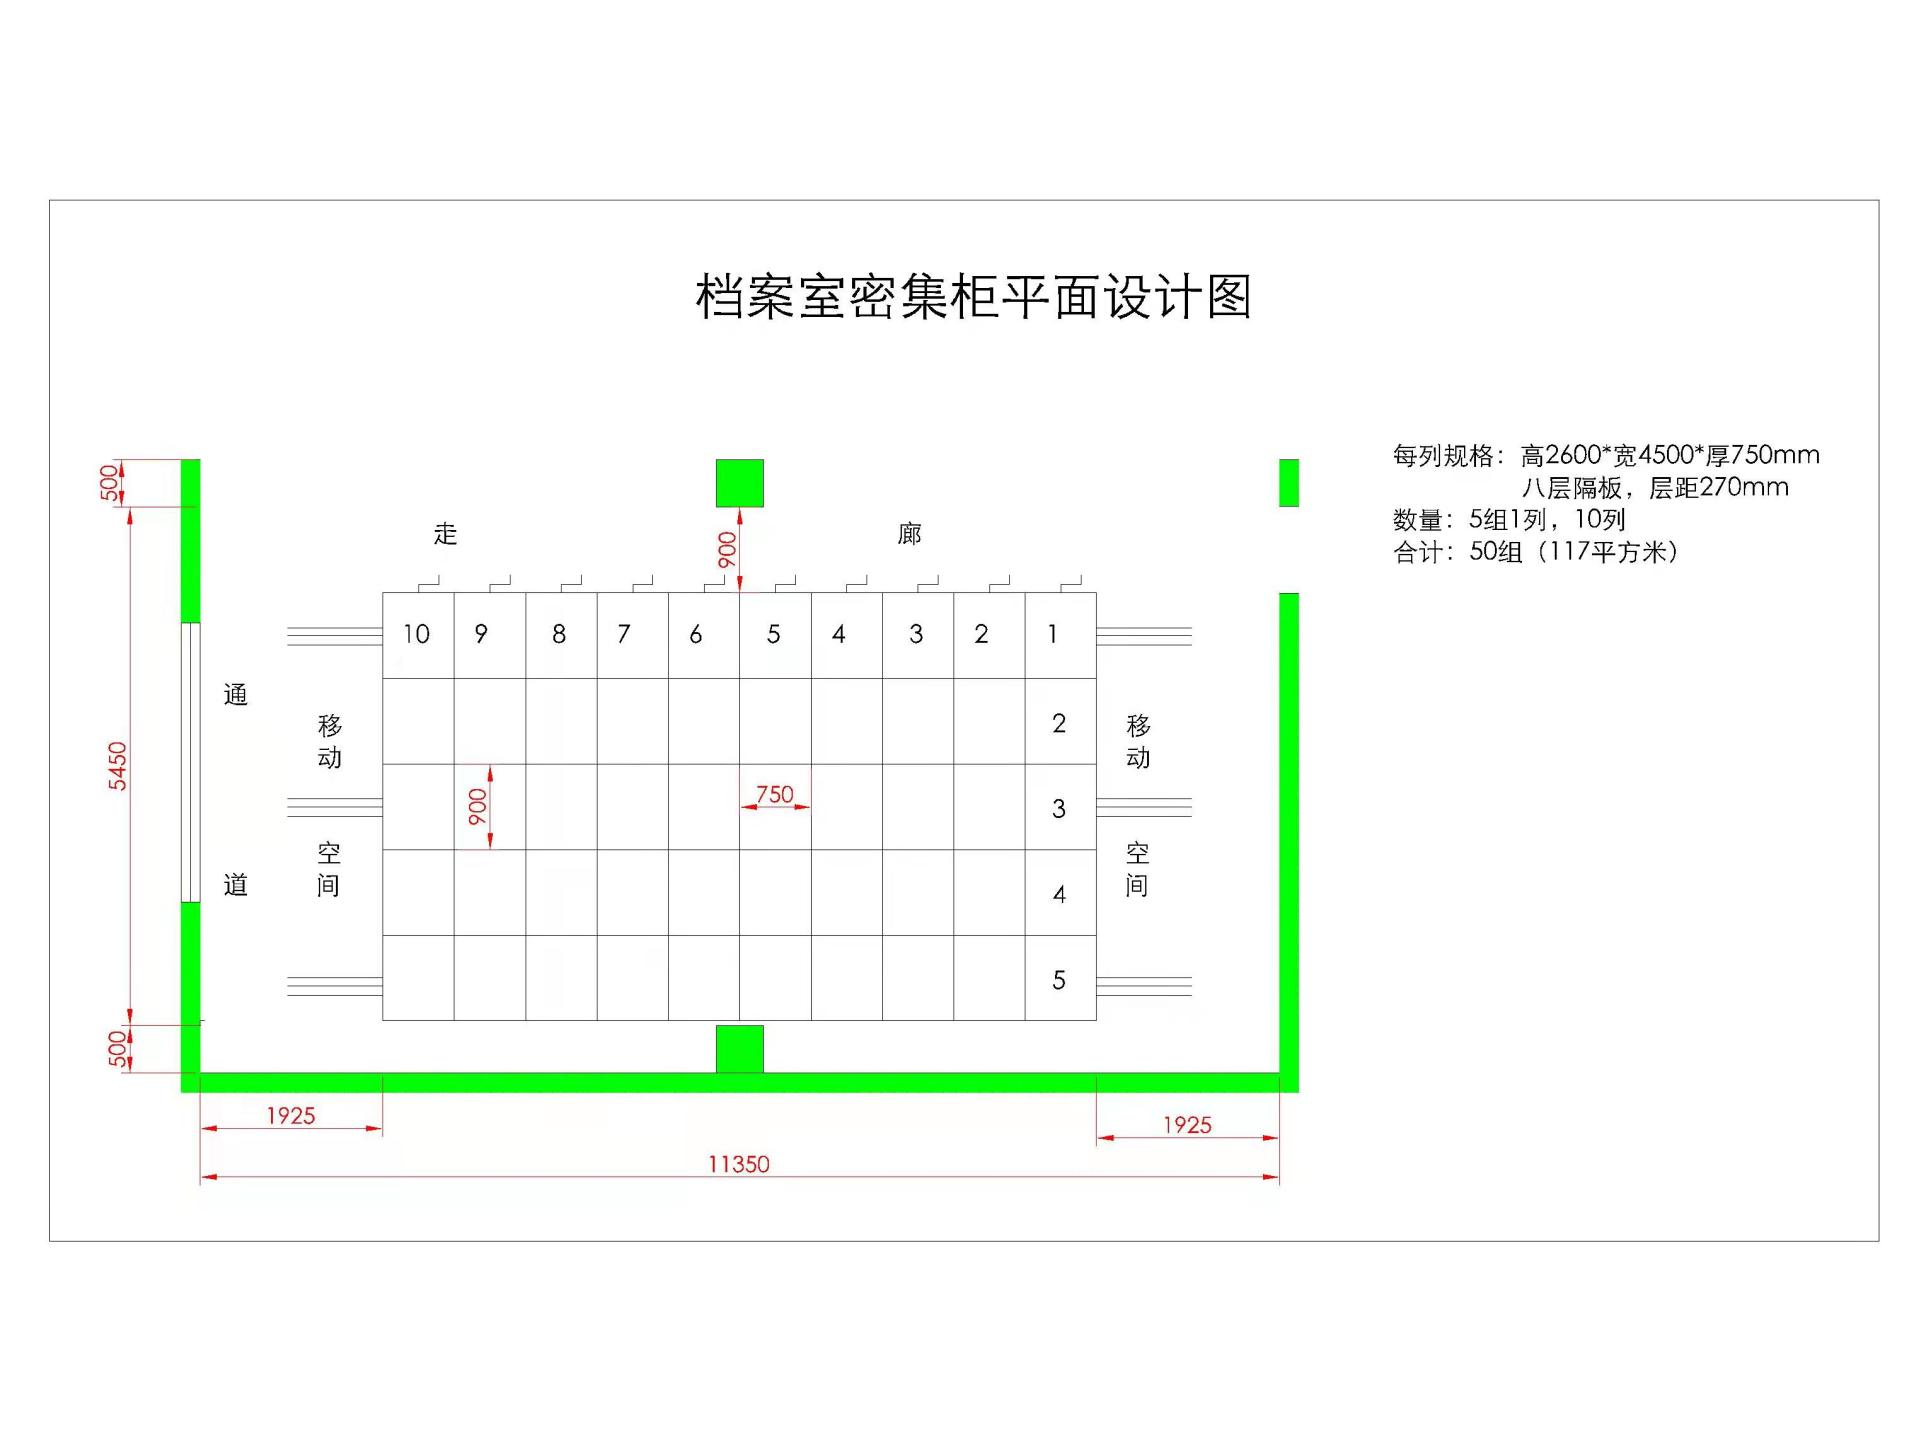 档案室密集柜平面设计图
每列规格：高2600*宽4500*厚750mm
八层隔板，层距270mm
数量：5组1列，10列
合计：50组（117平方米）
500
走
廊
900
10 9 8 7 6 5 4 3 2 1
通
道
移
动
空
间
2
3
4
5
移
动
空
间
900
750
5450
500
1925
1925
11350